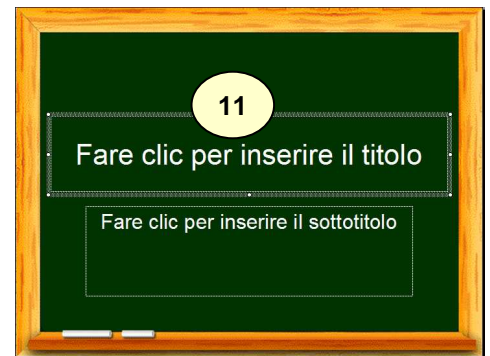 11
Fare clic per inserire il titolo
Fare clic per inserire il sottotitolo